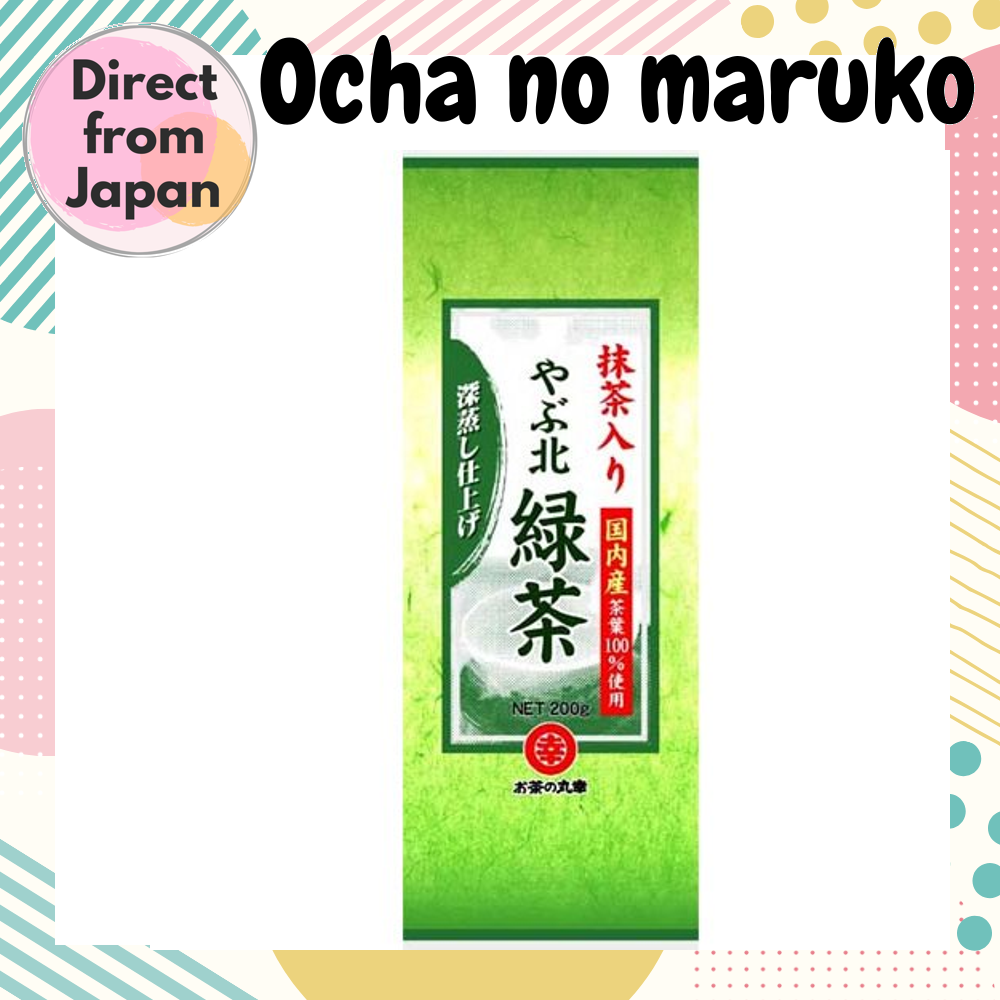 Direct
from
Japan
Ocha no maruko
抹茶入り
国内産茶葉100%使用
やぶ北
緑茶
深蒸し仕上げ
NET 200g
幸
お茶の丸幸